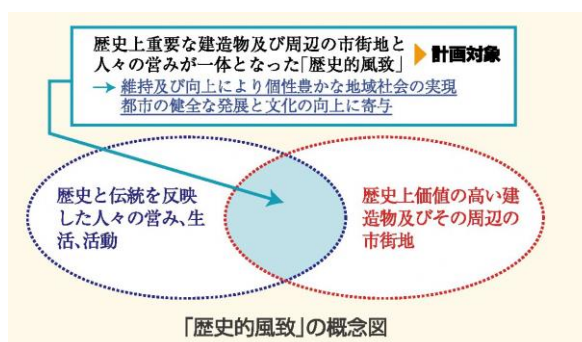 歴史上重要な建造物及び周辺の市街地と
人々の営みが一体となった「歴史的風致」
計画対象
→ 維持及び向上により個性豊かな地域社会の実現
都市の健全な発展と文化の向上に寄与
歴史と伝統を反映
した人々の営み、生
活、活動
歴史上価値の高い建
造物及びその周辺の
市街地
「歴史的風致」の概念図